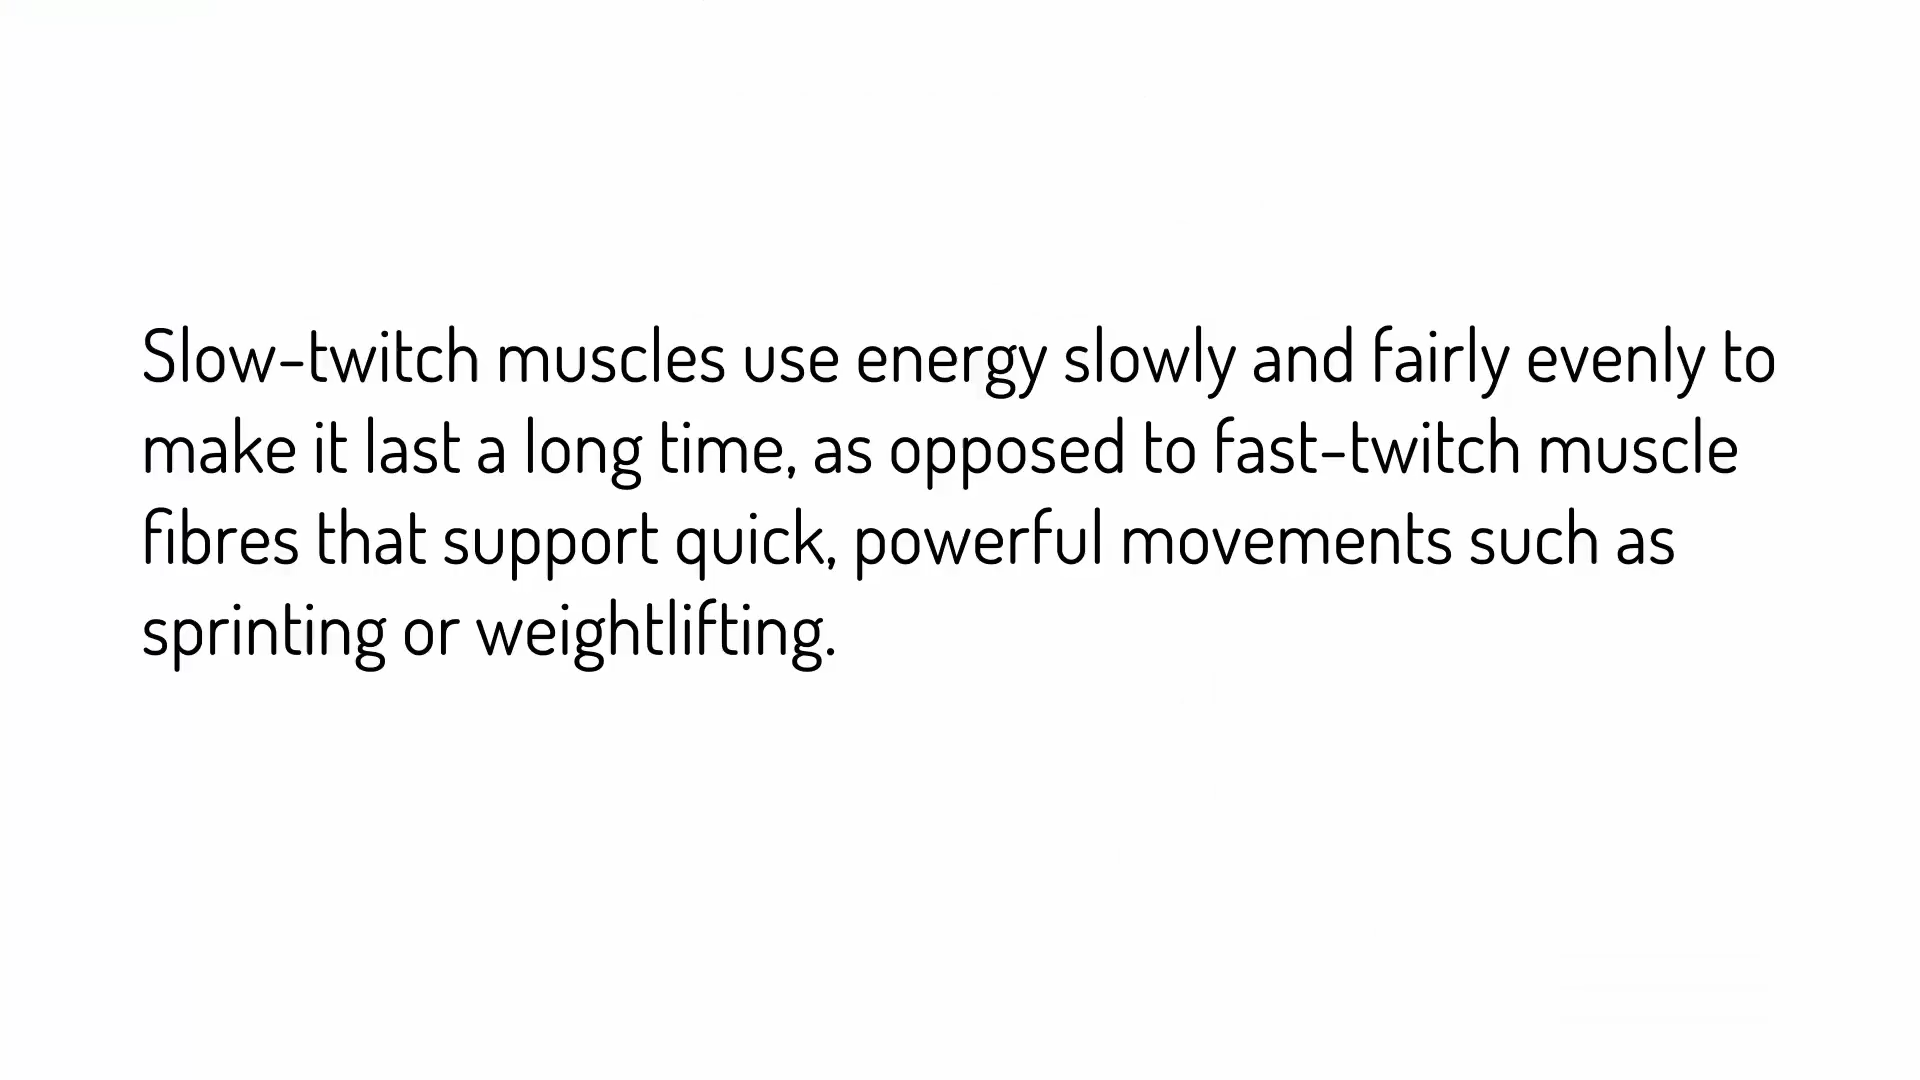 Slow-twitch muscles use energy slowly and fairly evenly to
make it last a long time, as opposed to fast-twitch muscle
fibres that support quick, powerful movements such as
sprinting or weightlifting.